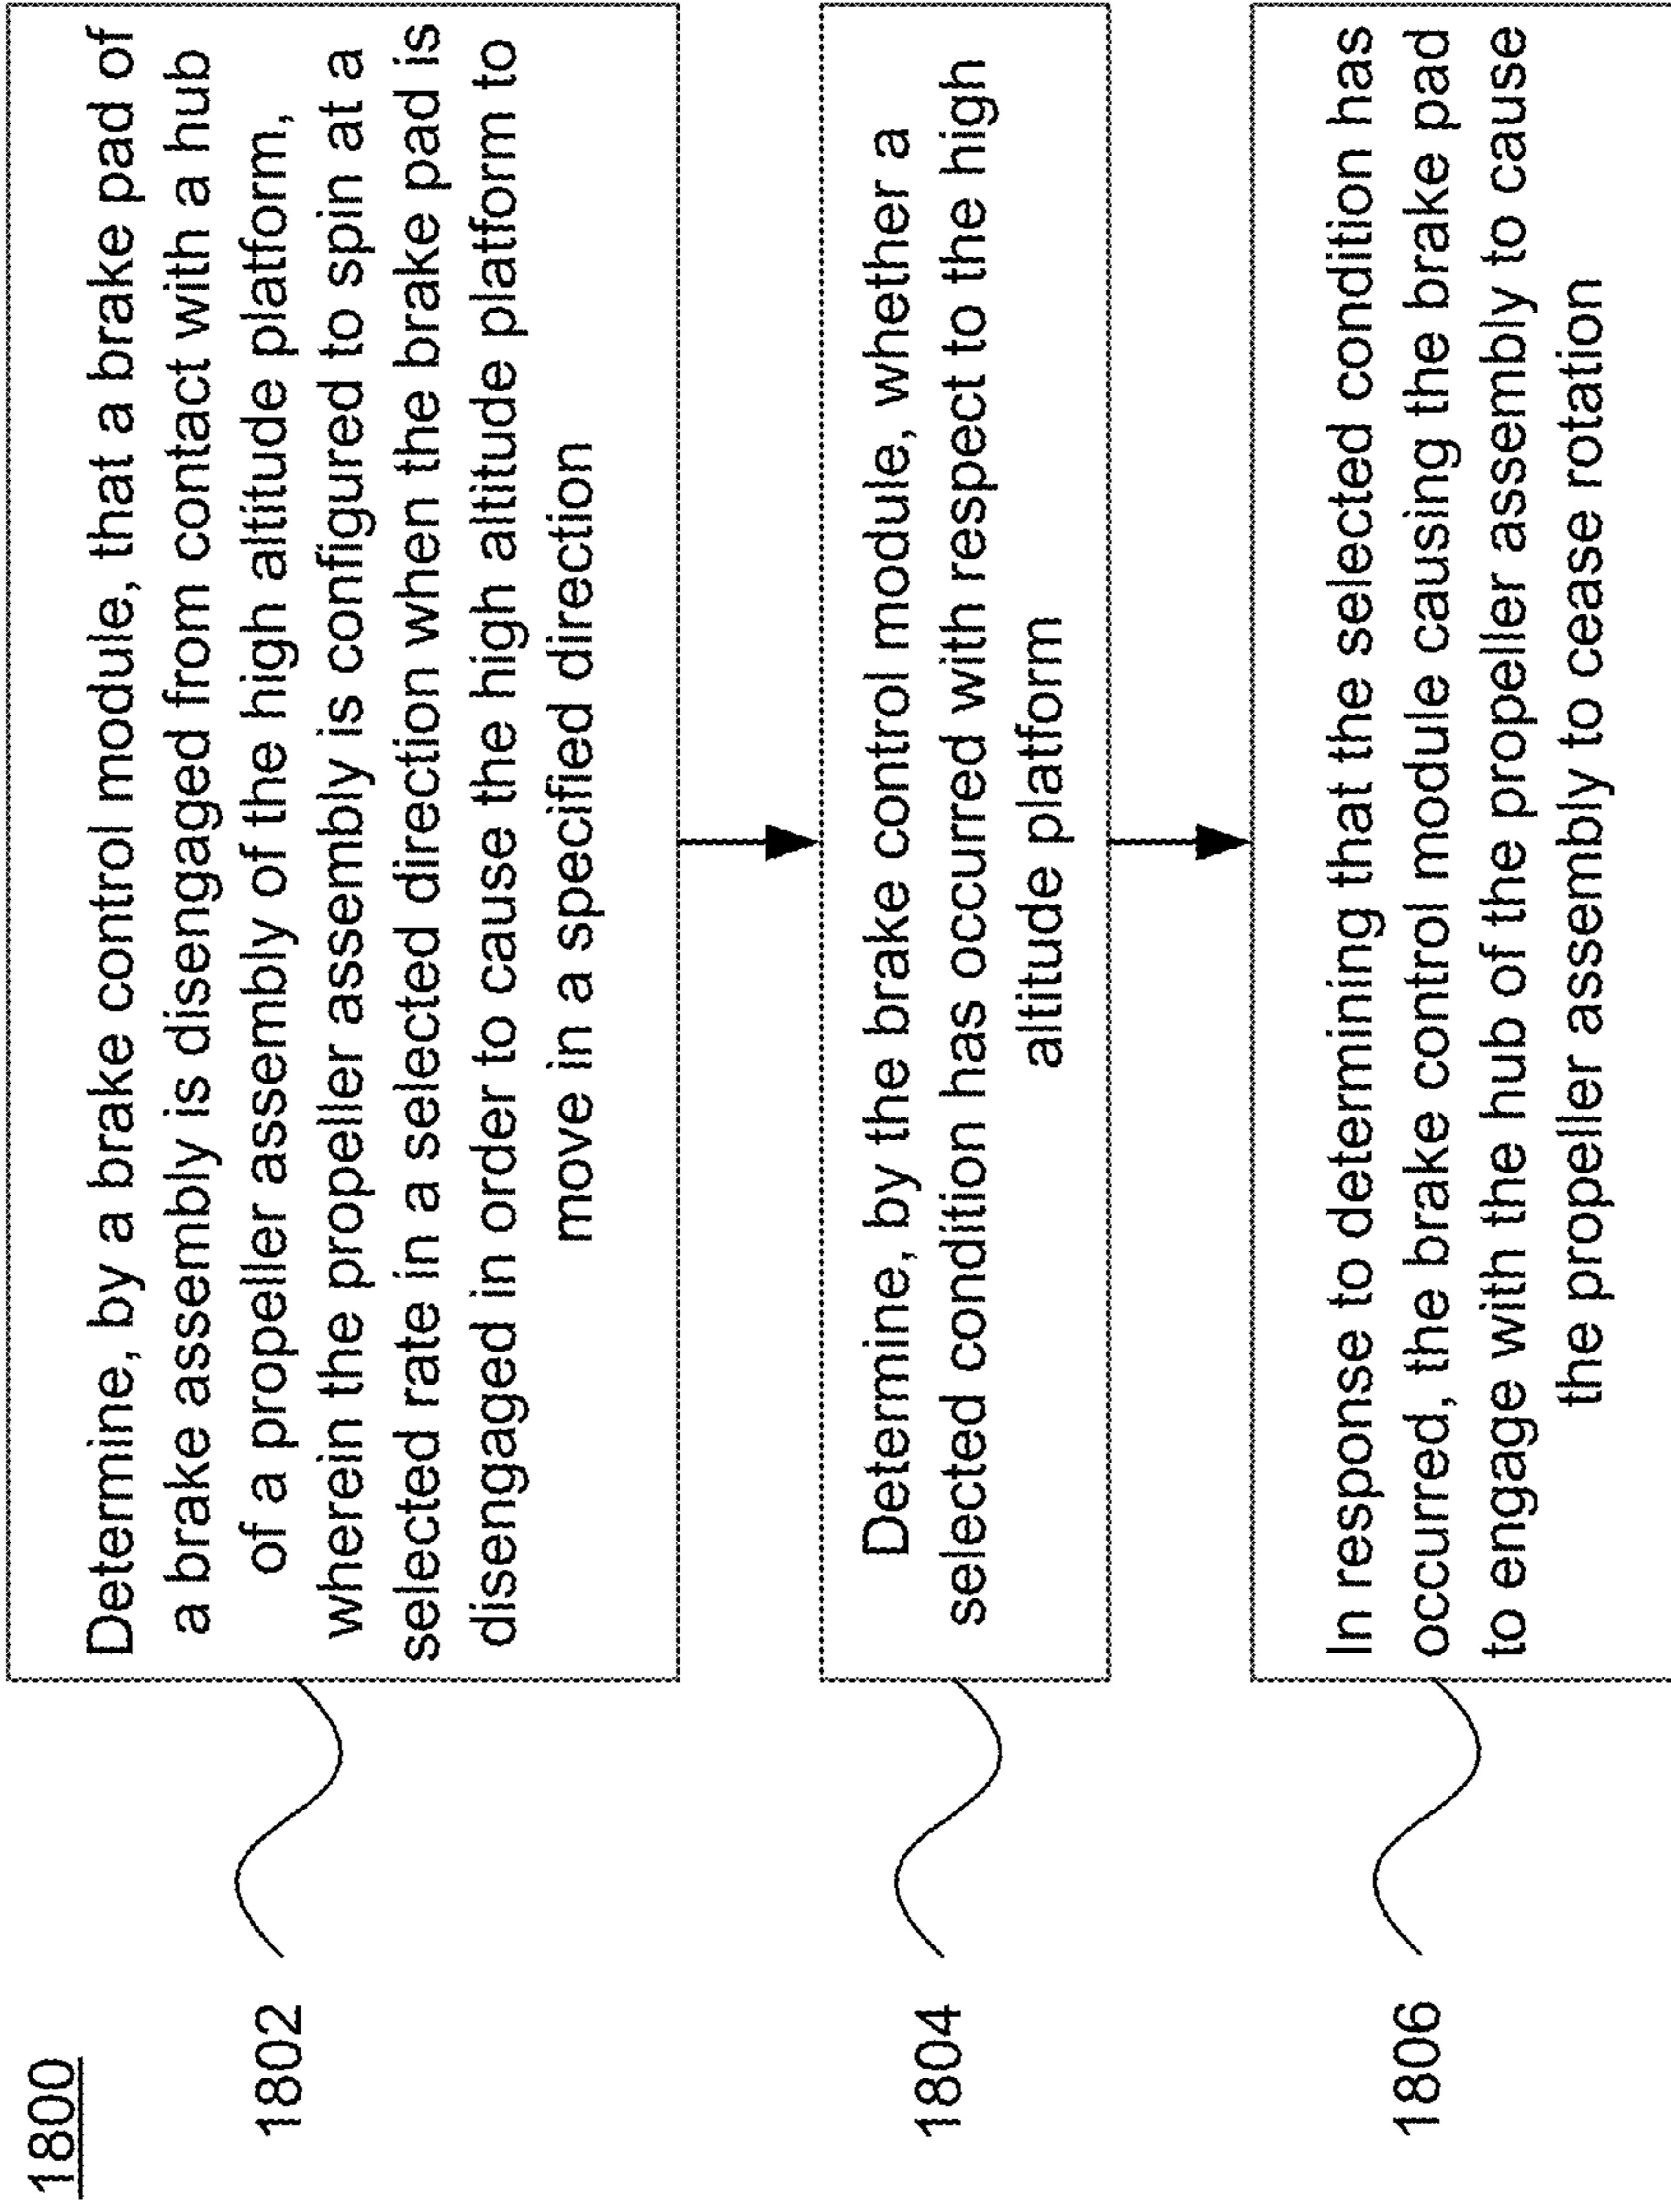 1800
1802
Determine, by a brake control module, that a brake pad of
a brake assembly is disengaged from contact with a hub
of a propeller assembly of the high altitude platform,
wherein the propeller assembly is configured to spin at a
selected rate in a selected direction when the brake pad is
disengaged in order to cause the high altitude platform to
move in a specified direction
1804
Determine, by the brake control module, whether a
selected condition has occurred with respect to the high
altitude platform
1806
In response to determining that the selected condition has
occurred, the brake control module causing the brake pad
to engage with the hub of the propeller assembly to cause
the propeller assembly to cease rotation